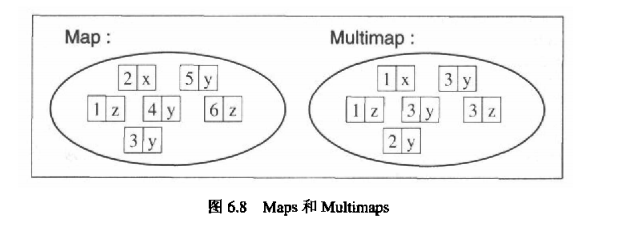 Map : Multimap :
2 x 5 y 1 x 3 y
1 z 4 y 6 z 1 z 3 y 3 z
3 y 2 y
图 6.8 Maps 和 Multimaps